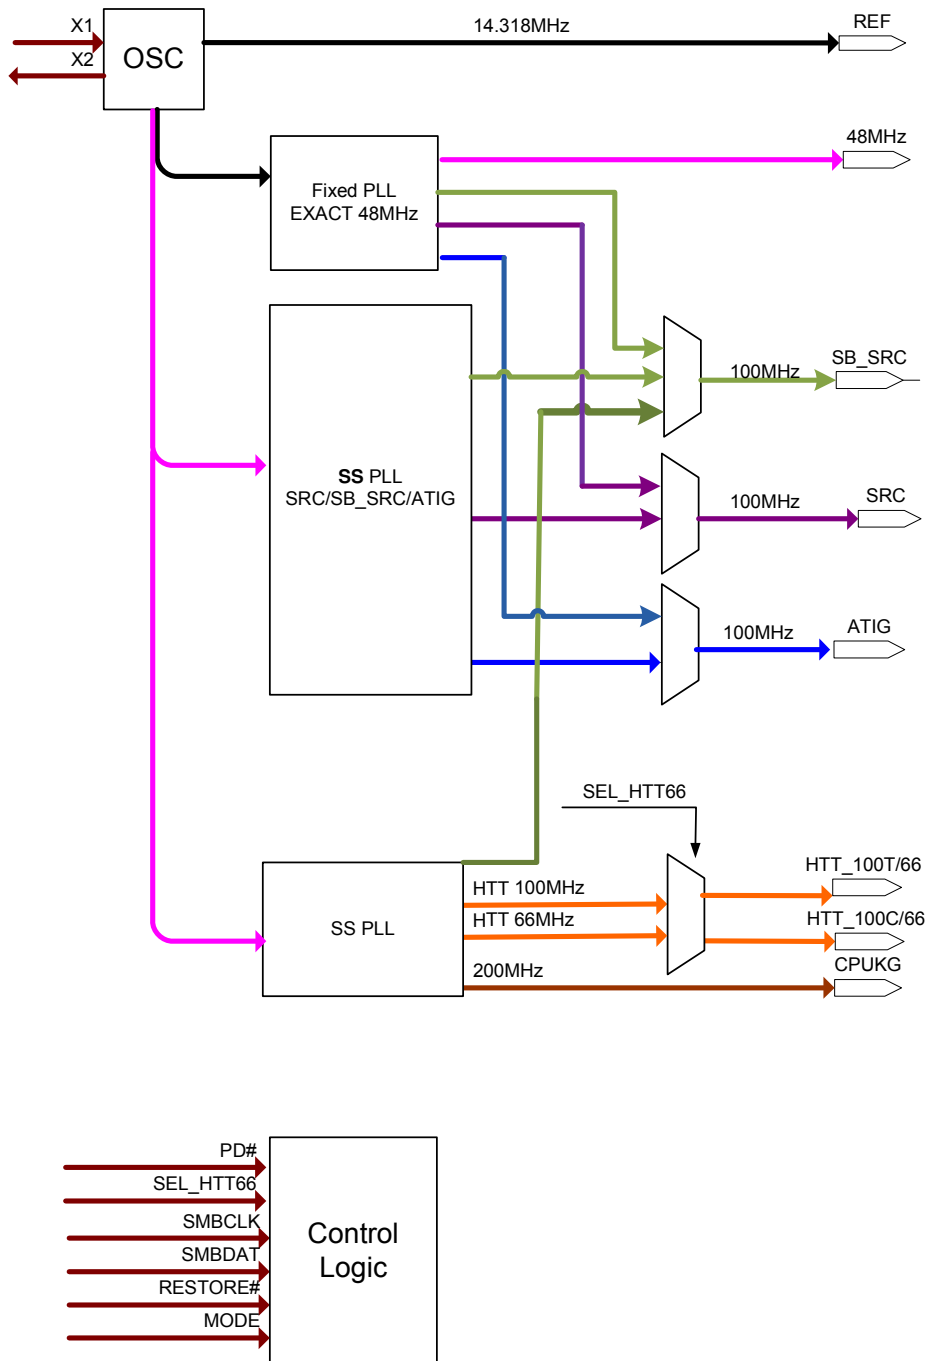 X1
14.318MHz
REF
X2
OSC
48MHz
Fixed PLL
EXACT 48MHz
SB_SRC
100MHz
SS PLL
SRC/SB_SRC/ATIG
100MHz
SRC
100MHz
ATIG
SEL_HTT66
HTT_100T/66
HTT 100MHz
HTT 66MHz
HTT_100C/66
SS PLL
200MHz
CPUKG
PD#
SEL_HTT66
SMBCLK
SMBDAT
RESTORE#
MODE
Control
Logic